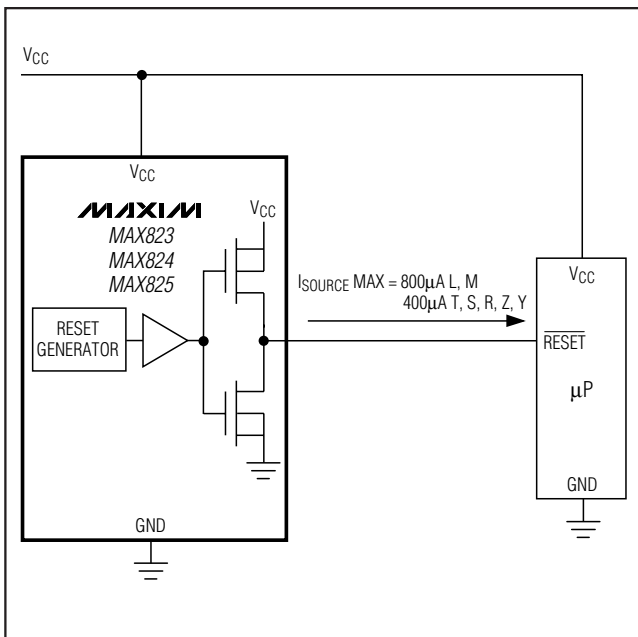 VCC
VCC
MAXIM
MAX823
MAX824
MAX825
VCC
RESET
GENERATOR
ISOURCE MAX = 800μA L, M
400μA T, S, R, Z, Y
VCC
RESET
μP
GND
GND